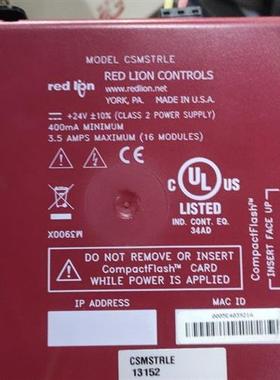 MODEL CSMSTRLE
red lion
RED LION CONTROLS
www.redlion.net
YORK, PA. MADE IN U.S.A.
+24V ±10% (CLASS 2 POWER SUPPLY)
400mA MINIMUM
3.5 AMPS MAXIMUM (16 MODULES)
M3900X
C UL US
LISTED
IND. CONT. EQ.
34AD
CompactFlash™
INSERT FACE UP
DO NOT REMOVE OR INSERT
CompactFlash™ CARD
WHILE POWER IS APPLIED
IP ADDRESS
MAC ID
CSMSTRLE
13152